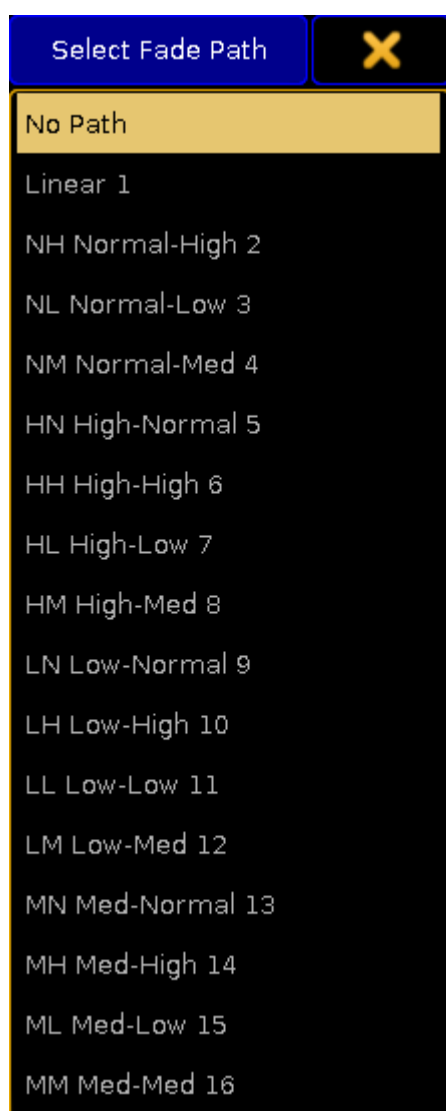 Select Fade Path
No Path
Linear 1
NH Normal-High 2
NL Normal-Low 3
NM Normal-Med 4
HN High-Normal 5
HH High-High 6
HL High-Low 7
HM High-Med 8
LN Low-Normal 9
LH Low-High 10
LL Low-Low 11
LM Low-Med 12
MN Med-Normal 13
MH Med-High 14
ML Med-Low 15
MM Med-Med 16